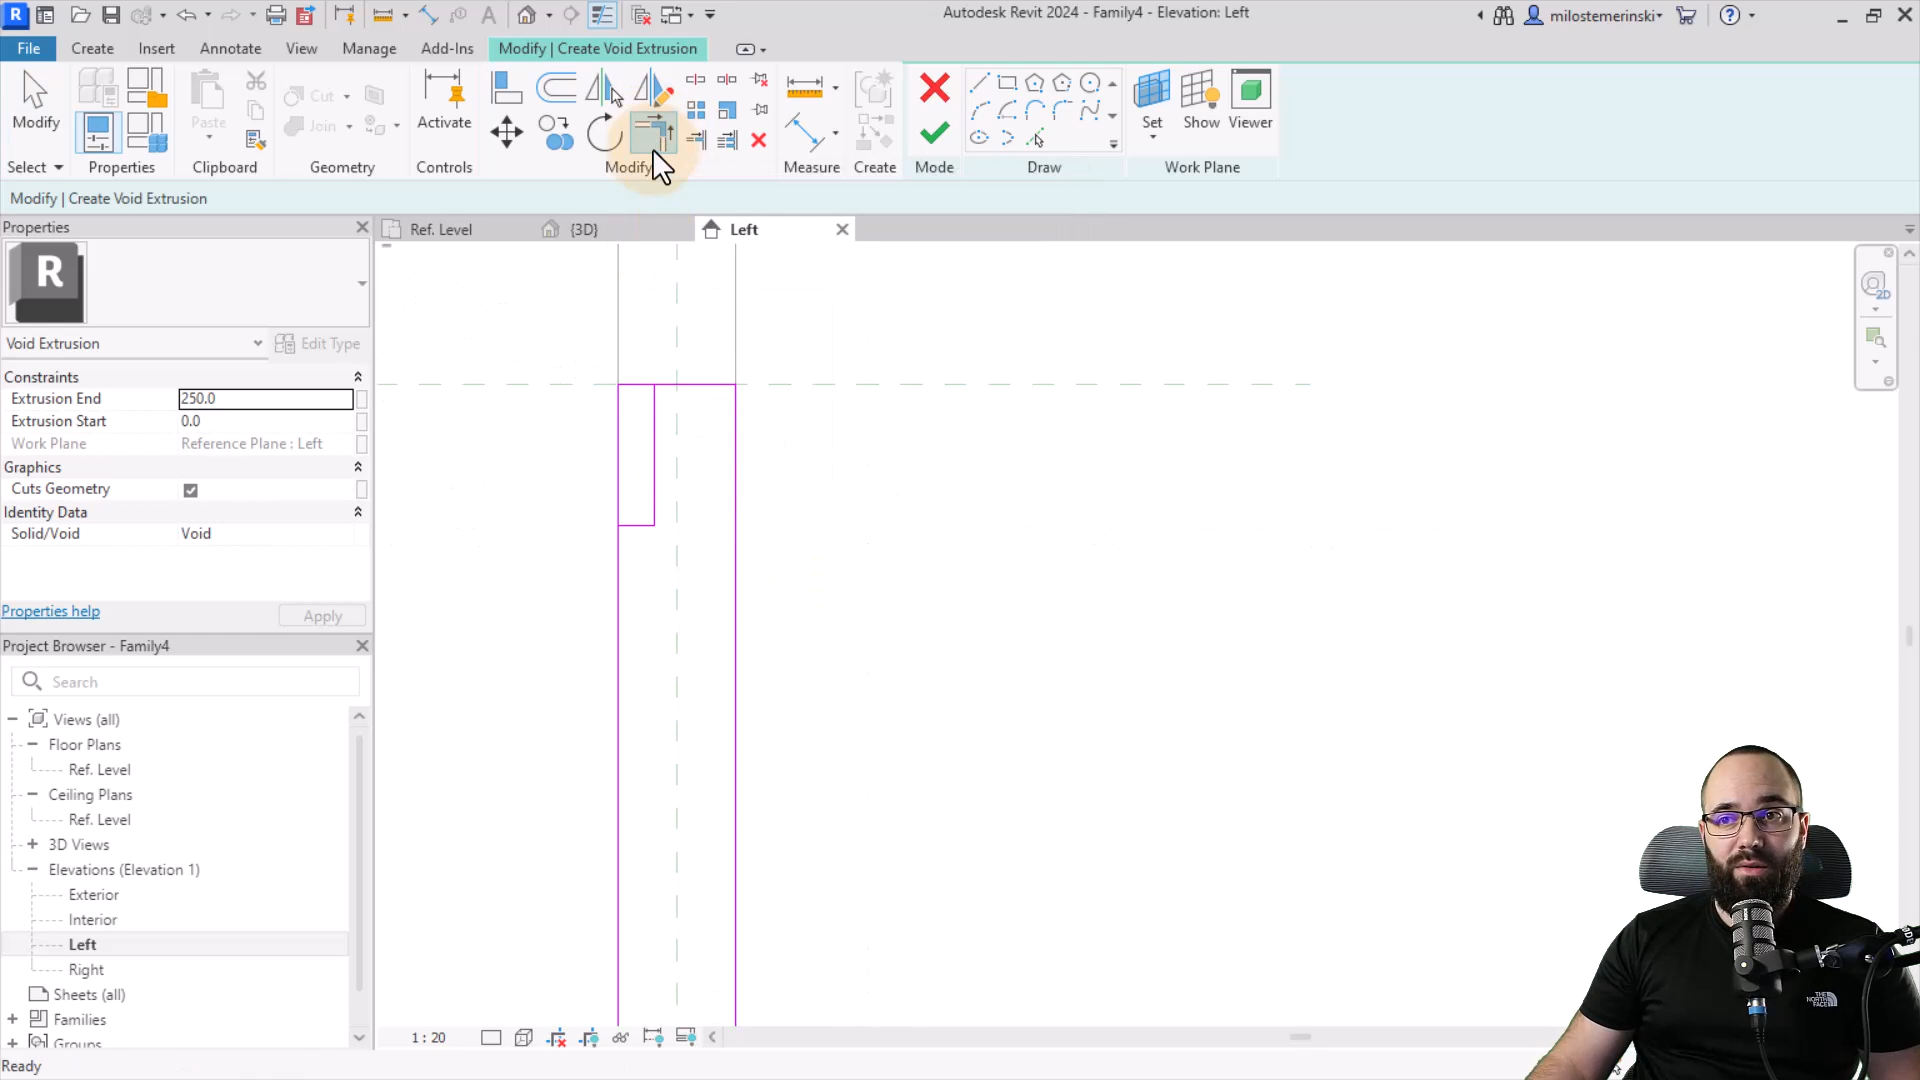 Autodesk Revit 2024 - Family4 - Elevation: Left
milostemerinski
File Create Insert Annotate View Manage Add-Ins Modify | Create Void Extrusion
Modify Paste Cut Join Activate Set Show Viewer
Select Properties Clipboard Geometry Controls Modify Measure Create Mode Draw Work Plane
Modify | Create Void Extrusion
Properties
Ref. Level {3D} Left
R
Void Extrusion Edit Type
Constraints
Extrusion End 250.0
Extrusion Start 0.0
Work Plane Reference Plane : Left
Graphics
Cuts Geometry
Identity Data
Solid/Void Void
Properties help Apply
Project Browser - Family4
Search
Views (all)
Floor Plans
Ref. Level
Ceiling Plans
Ref. Level
3D Views
Elevations (Elevation 1)
Exterior
Interior
Left
Right
Sheets (all)
Families
Groups
1 : 20
Ready
2D
THE NORTH FACE